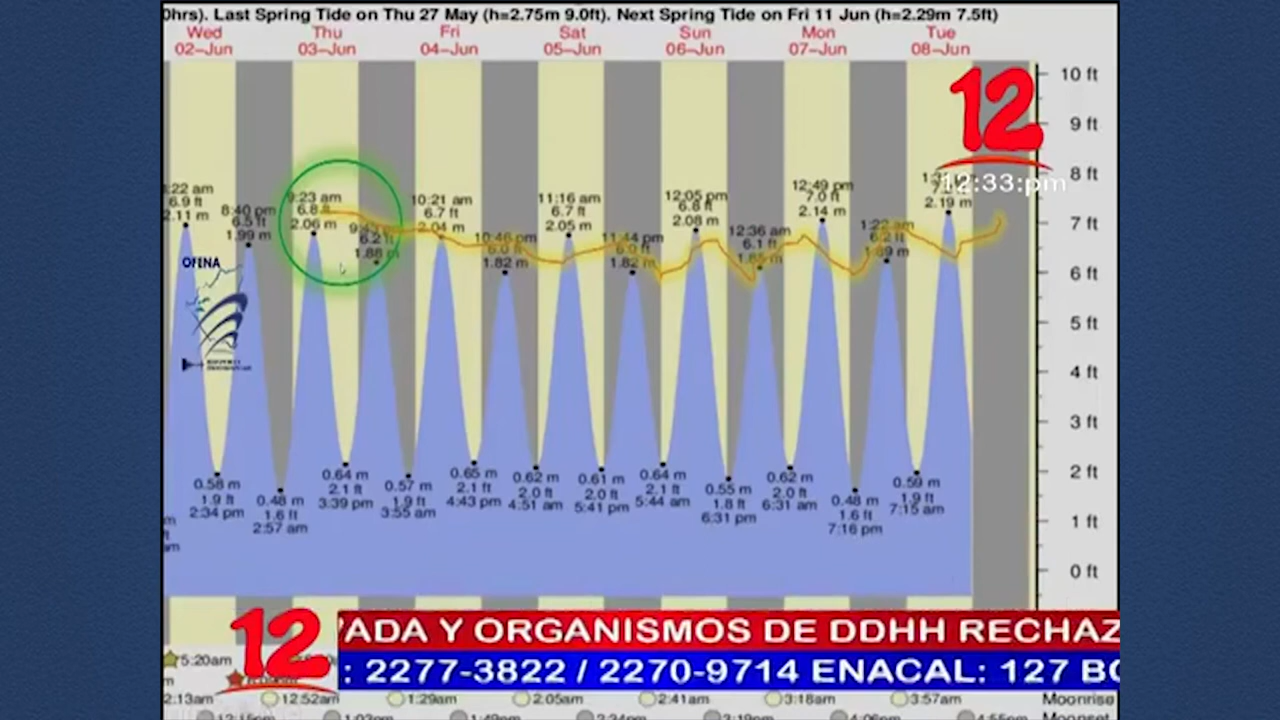 0hrs). Last Spring Tide on Thu 27 May (h=2.75m 9.0ft). Next Spring Tide on Fri 11 Jun (h=2.29m 7.5ft)
Wed Thu Fri Sat Sun Mon Tue
02-Jun 03-Jun 04-Jun 05-Jun 06-Jun 07-Jun 08-Jun
10 ft
9 ft
8 ft
7 ft
6 ft
5 ft
4 ft
3 ft
2 ft
1 ft
0 ft
12
12:33:pm
:22 am
6.9 ft
2.11 m
8:40 pm
6.5 ft
1.99 m
9:23 am
6.8 ft
2.06 m
6.2 ft
1.88 m
10:21 am
6.7 ft
2.04 m
10:46 pm
6.0 ft
1.82 m
11:16 am
6.7 ft
2.05 m
11:44 pm
6.0 ft
1.82 m
12:05 pm
6.8 ft
2.08 m
12:36 am
6.1 ft
12:49 pm
7.0 ft
2.14 m
1:22 am
6.2 ft
2.19 m
OFENA
0.58 m
1.9 ft
2:34 pm
0.48 m
1.6 ft
2:57 am
0.64 m
2.1 ft
3:39 pm
0.57 m
1.9 ft
3:55 am
0.65 m
2.1 ft
4:43 pm
0.62 m
2.0 ft
4:51 am
0.61 m
2.0 ft
5:41 pm
0.64 m
2.1 ft
5:44 am
0.55 m
1.8 ft
6:31 pm
0.62 m
2.0 ft
6:31 am
0.48 m
1.6 ft
7:16 pm
0.59 m
1.9 ft
7:15 am
12
'ADA Y ORGANISMOS DE DDHH RECHAZ
: 2277-3822 / 2270-9714 ENACAL: 127 BO
5:20am
2:13am 12:52am 1:29am 2:05am 2:41am 3:18am 3:57am Moonrise